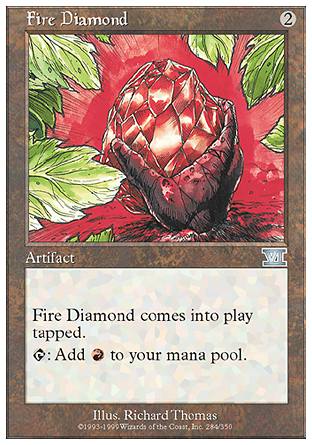 Fire Diamond 2
Artifact VI
Fire Diamond comes into play
tapped.
: Add to your mana pool.
Illus. Richard Thomas
©1993-1999 Wizards of the Coast, Inc. 284/350